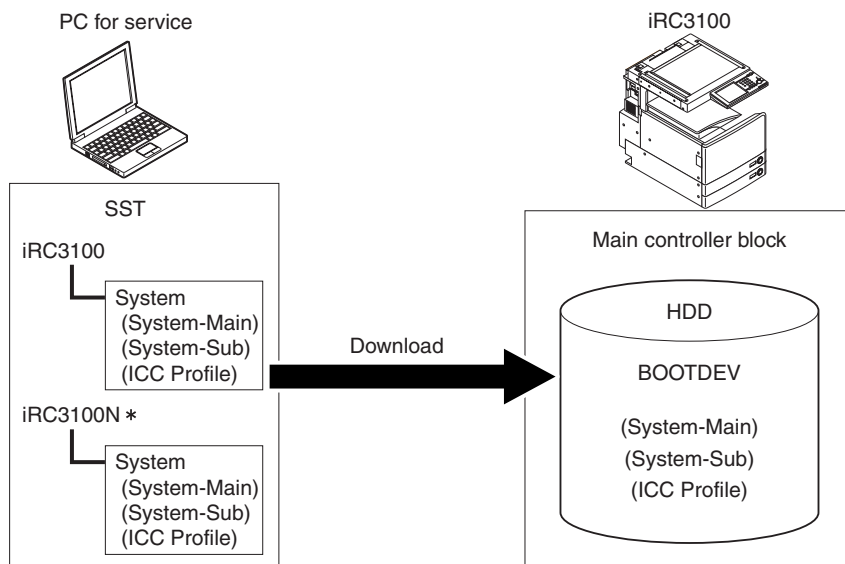 PC for service
iRC3100
SST
iRC3100
System
(System-Main)
(System-Sub)
(ICC Profile)
iRC3100N *
System
(System-Main)
(System-Sub)
(ICC Profile)
Download
Main controller block
HDD
BOOTDEV
(System-Main)
(System-Sub)
(ICC Profile)